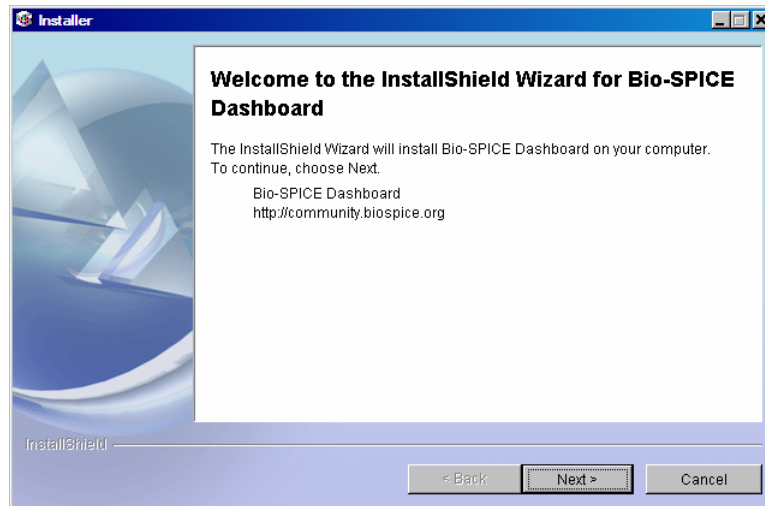 Installer
Welcome to the InstallShield Wizard for Bio-SPICE
Dashboard
The InstallShield Wizard will install Bio-SPICE Dashboard on your computer.
To continue, choose Next.
Bio-SPICE Dashboard
http://community.biospice.org
InstallShield
< Back Next > Cancel